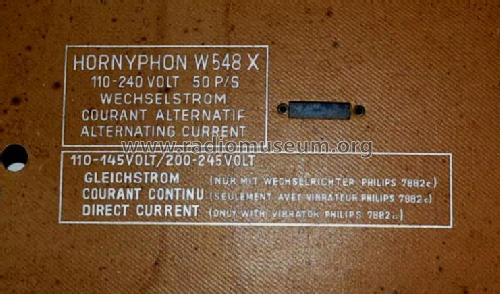 HORNYPHON W548 X
110-240 VOLT 50 P/S
WECHSELSTROM
COURANT ALTERNATIF
ALTERNATING CURRENT
© www.radiomuseum.org
110-145VOLT/200-245VOLT
GLEICHSTROM (NUR MIT WECHSELRICHTER PHILIPS 7882c)
COURANT CONTINU (SEULEMENT AVEC VIBRATEUR PHILIPS 7882c)
DIRECT CURRENT (ONLY WITH VIBRATOR PHILIPS 7882c)